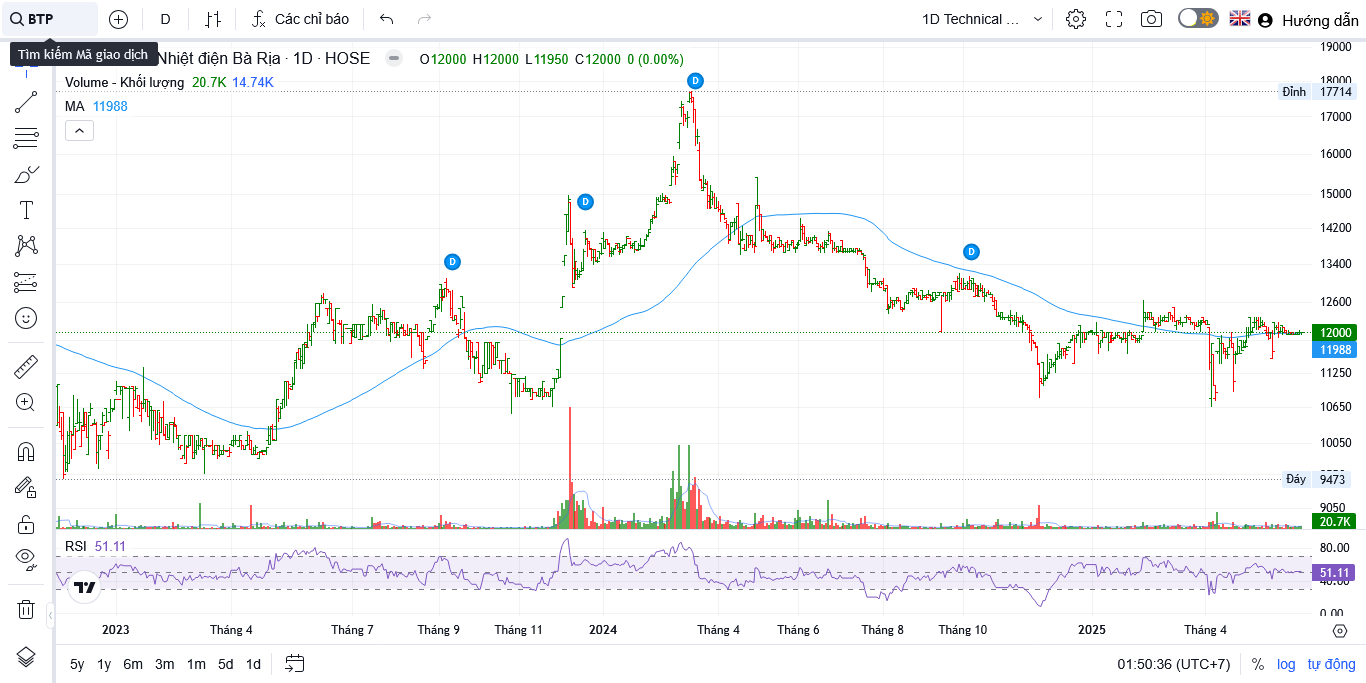 BTP D Các chỉ báo 1D Technical ... Hướng dẫn
Tìm kiếm Mã giao dịch
Nhiệt điện Bà Rịa · 1D · HOSE O12000 H12000 L11950 C12000 0 (0.00%)
Volume - Khối lượng 20.7K 14.74K
MA 11988
D
D
D
D
19000
18000
Đỉnh 17714
17000
16000
15000
14200
13400
12600
12000
11988
11250
10650
10050
Đáy 9473
9050
20.7K
RSI 51.11
80.00
51.11
40.00
0.00
2023 Tháng 4 Tháng 7 Tháng 9 Tháng 11 2024 Tháng 4 Tháng 6 Tháng 8 Tháng 10 2025 Tháng 4
5y 1y 6m 3m 1m 5d 1d 01:50:36 (UTC+7) % log tự động